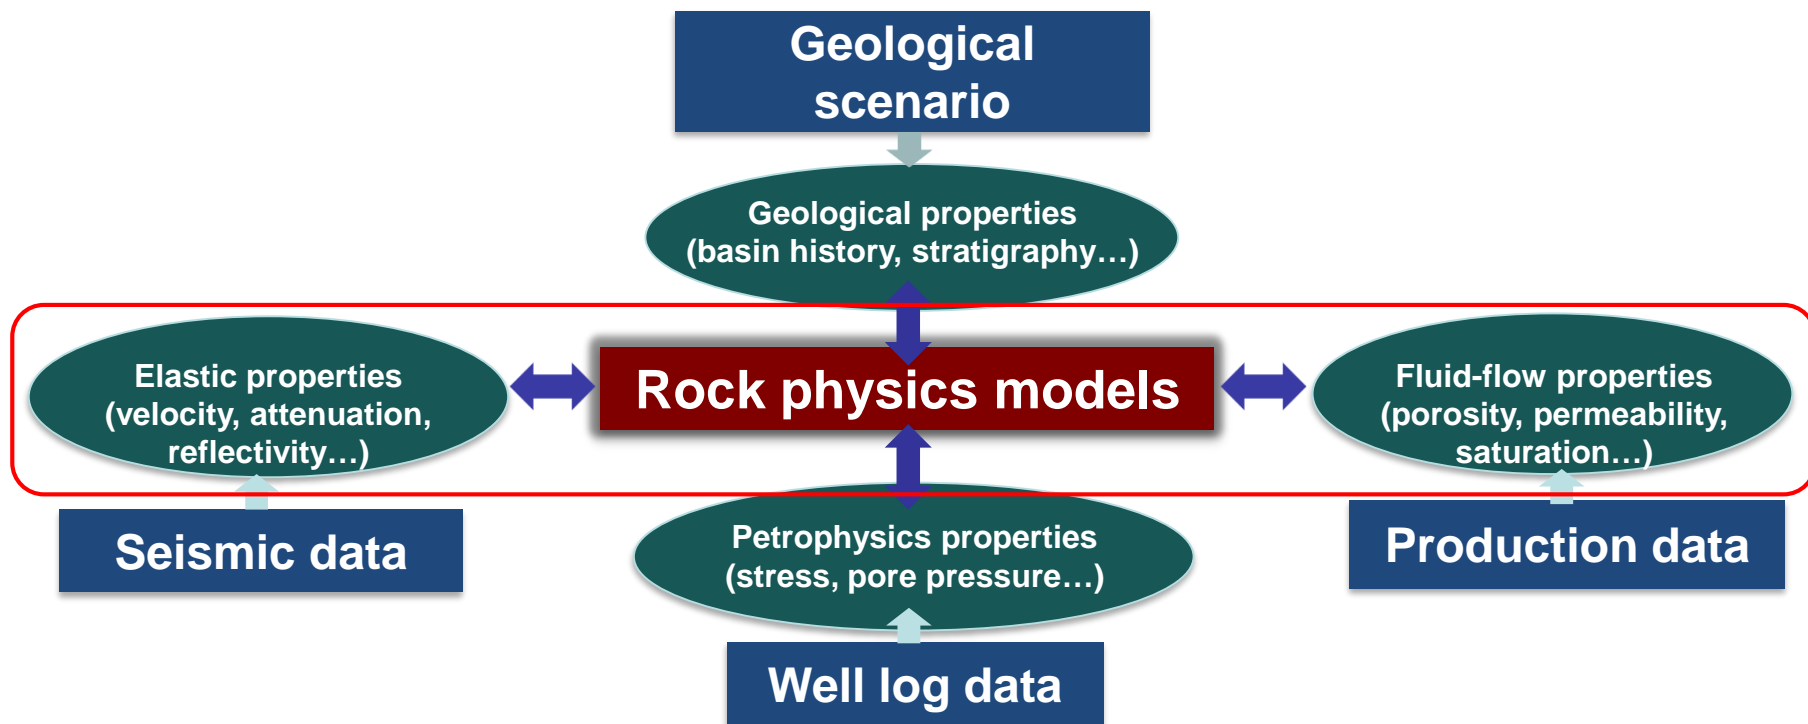 Geological
scenario
Geological properties
(basin history, stratigraphy…)
Elastic properties
(velocity, attenuation,
reflectivity…)
Rock physics models
Fluid-flow properties
(porosity, permeability,
saturation…)
Seismic data
Petrophysics properties
(stress, pore pressure…)
Production data
Well log data